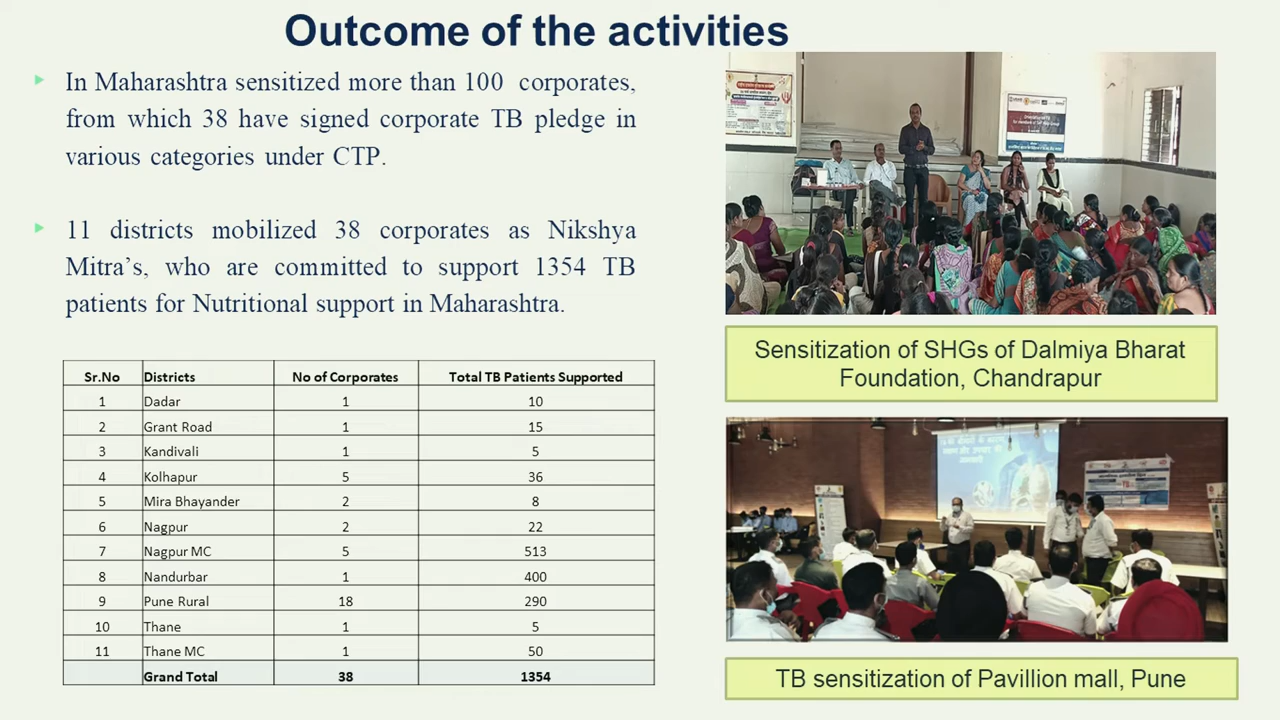 Outcome of the activities
In Maharashtra sensitized more than 100 corporates,
from which 38 have signed corporate TB pledge in
various categories under CTP.
11 districts mobilized 38 corporates as Nikshya
Mitra's, who are committed to support 1354 TB
patients for Nutritional support in Maharashtra.
Sr.No Districts No of Corporates Total TB Patients Supported
1 Dadar 1 10
2 Grant Road 1 15
3 Kandivali 1 5
4 Kolhapur 5 36
5 Mira Bhayander 2 8
6 Nagpur 2 22
7 Nagpur MC 5 513
8 Nandurbar 1 400
9 Pune Rural 18 290
10 Thane 1 5
11 Thane MC 1 50
Grand Total 38 1354
Sensitization of SHGs of Dalmiya Bharat
Foundation, Chandrapur
TB sensitization of Pavillion mall, Pune